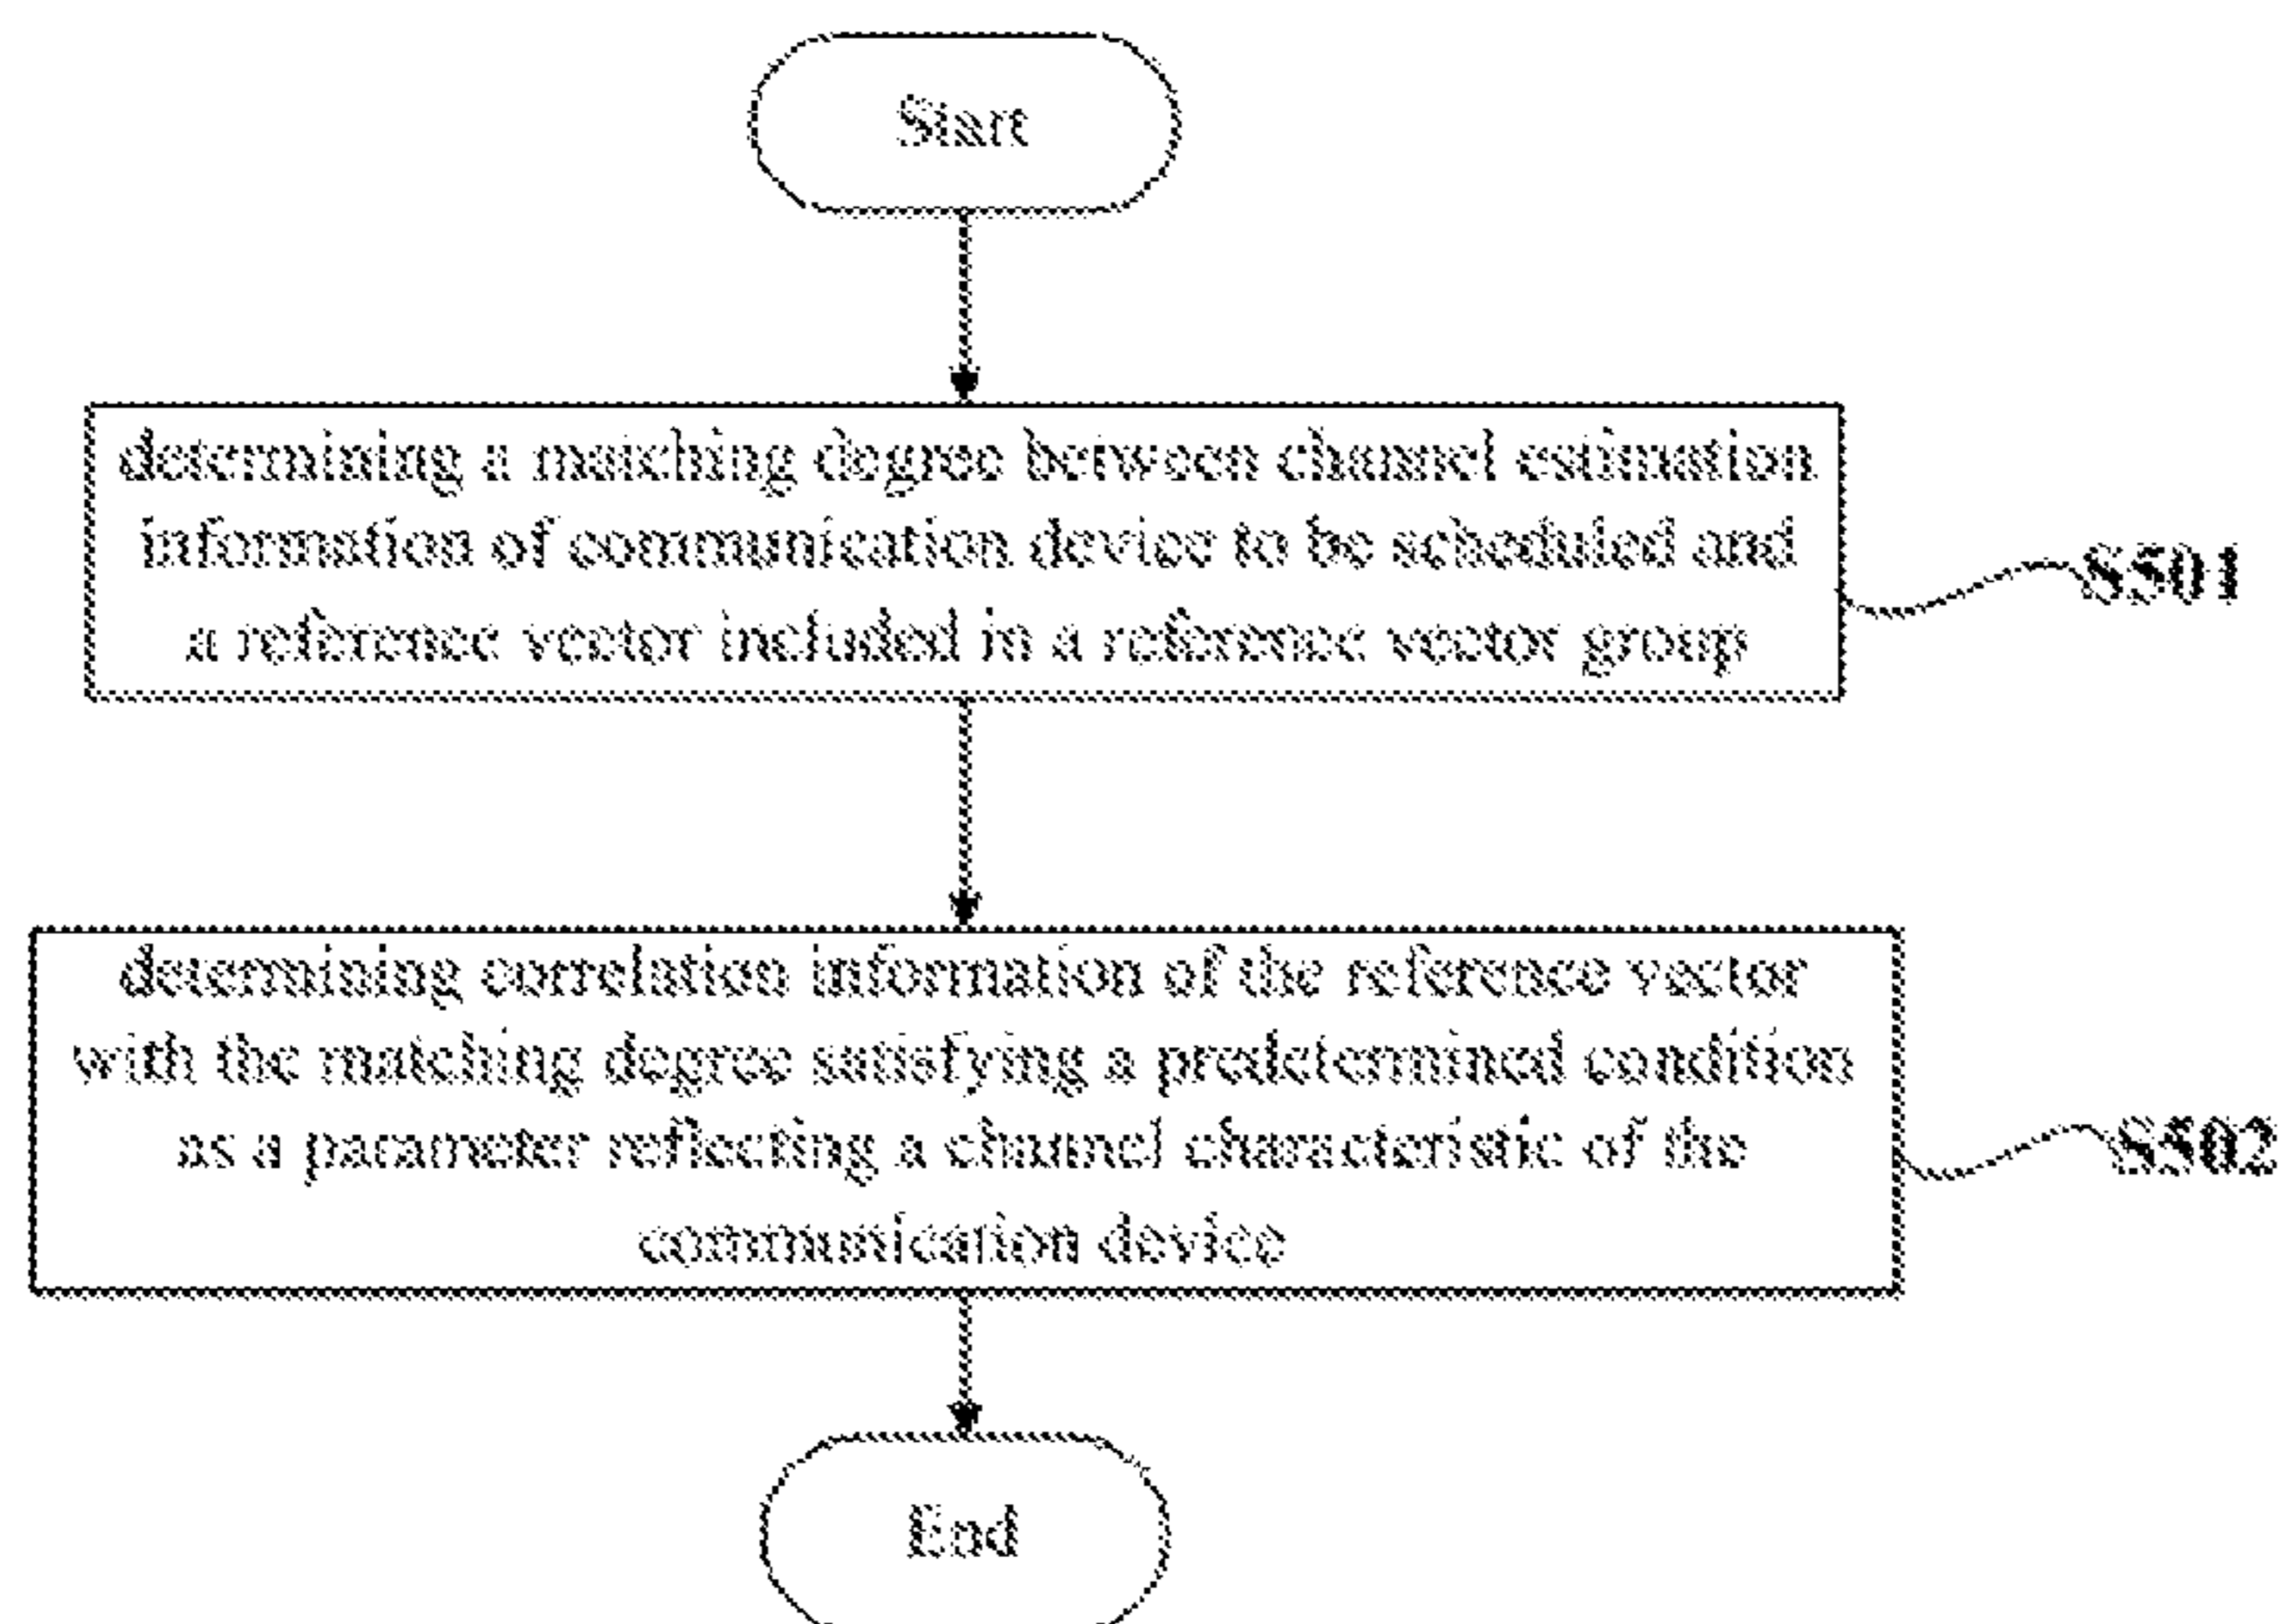 Start
determining a matching degree between channel estimation
information of communication device to be scheduled and
a reference vector included in a reference vector group
S501
determining correlation information of the reference vector
with the matching degree satisfying a predetermined condition
as a parameter reflecting a channel characteristic of the
communication device
S502
End